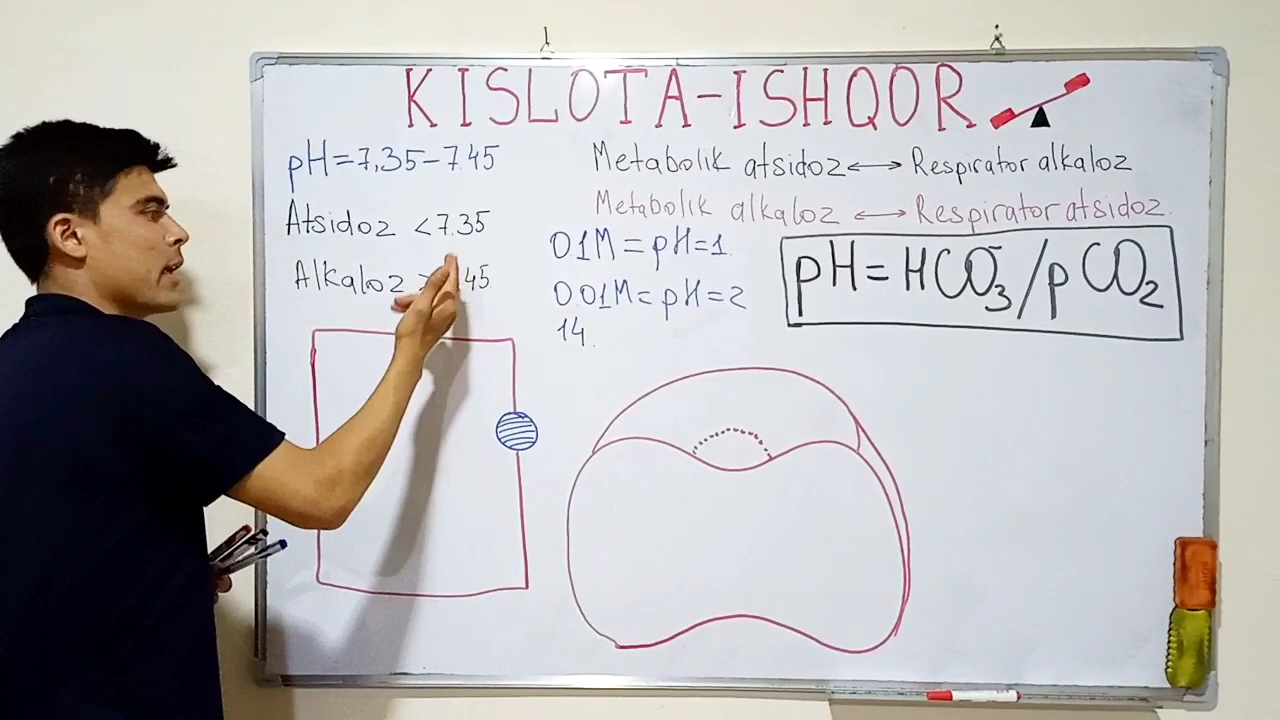 KISLOTA-ISHQOR
pH=7,35-7.45
Atsidoz <7.35
Alkaloz 45
Metabolik atsidoz ↔ Respirator alkaloz
Metabolik alkaloz ↔ Respirator atsidoz
0.1M=pH=1
0.01M=pH=2
14.
pH=HCO₃⁻/pCO₂